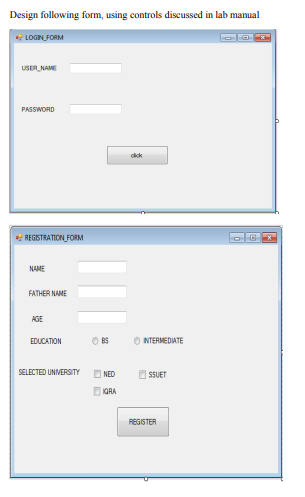 Design following form, using controls discussed in lab manual
LOGIN_FORM
USER_NAME
PASSWORD
click
REGISTRATION_FORM
NAME
FATHER NAME
AGE
EDUCATION BS INTERMEDIATE
SELECTED UNIVERSITY NED SSUET
IQRA
REGISTER